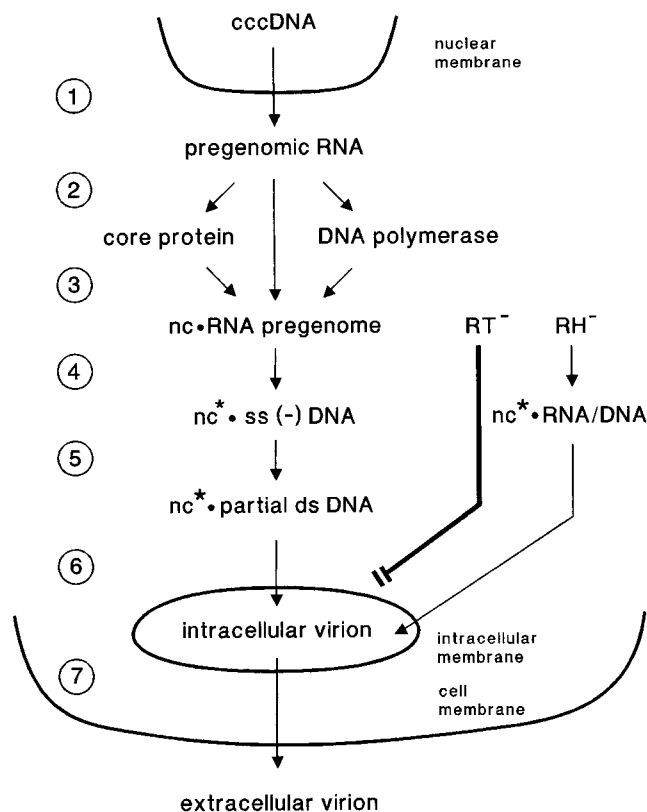 cccDNA
nuclear
membrane
1
pregenomic RNA
2
core protein
DNA polymerase
3
nc•RNA pregenome
RT⁻
RH⁻
4
nc*•ss (-) DNA
nc*•RNA/DNA
5
nc*•partial ds DNA
6
intracellular virion
intracellular
membrane
7
cell
membrane
extracellular virion